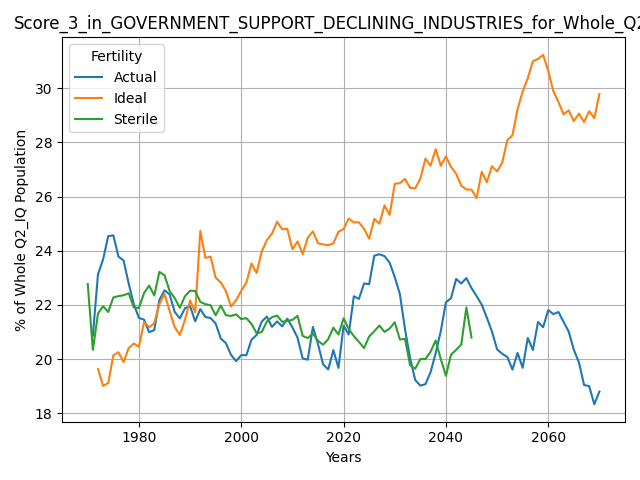 Score_3_in_GOVERNMENT_SUPPORT_DECLINING_INDUSTRIES_for_Whole_Q2
Fertility
Actual
Ideal
Sterile
% of Whole Q2_IQ Population
30
28
26
24
22
20
18
1980
2000
2020
2040
2060
Years